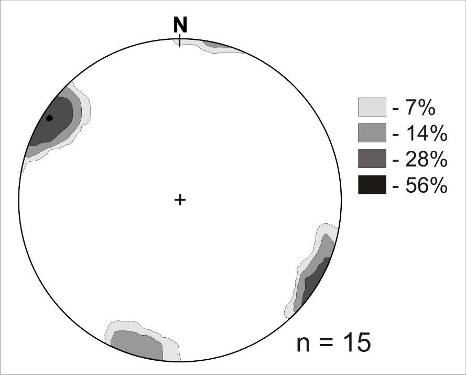 N
- 7%
- 14%
- 28%
- 56%
n = 15